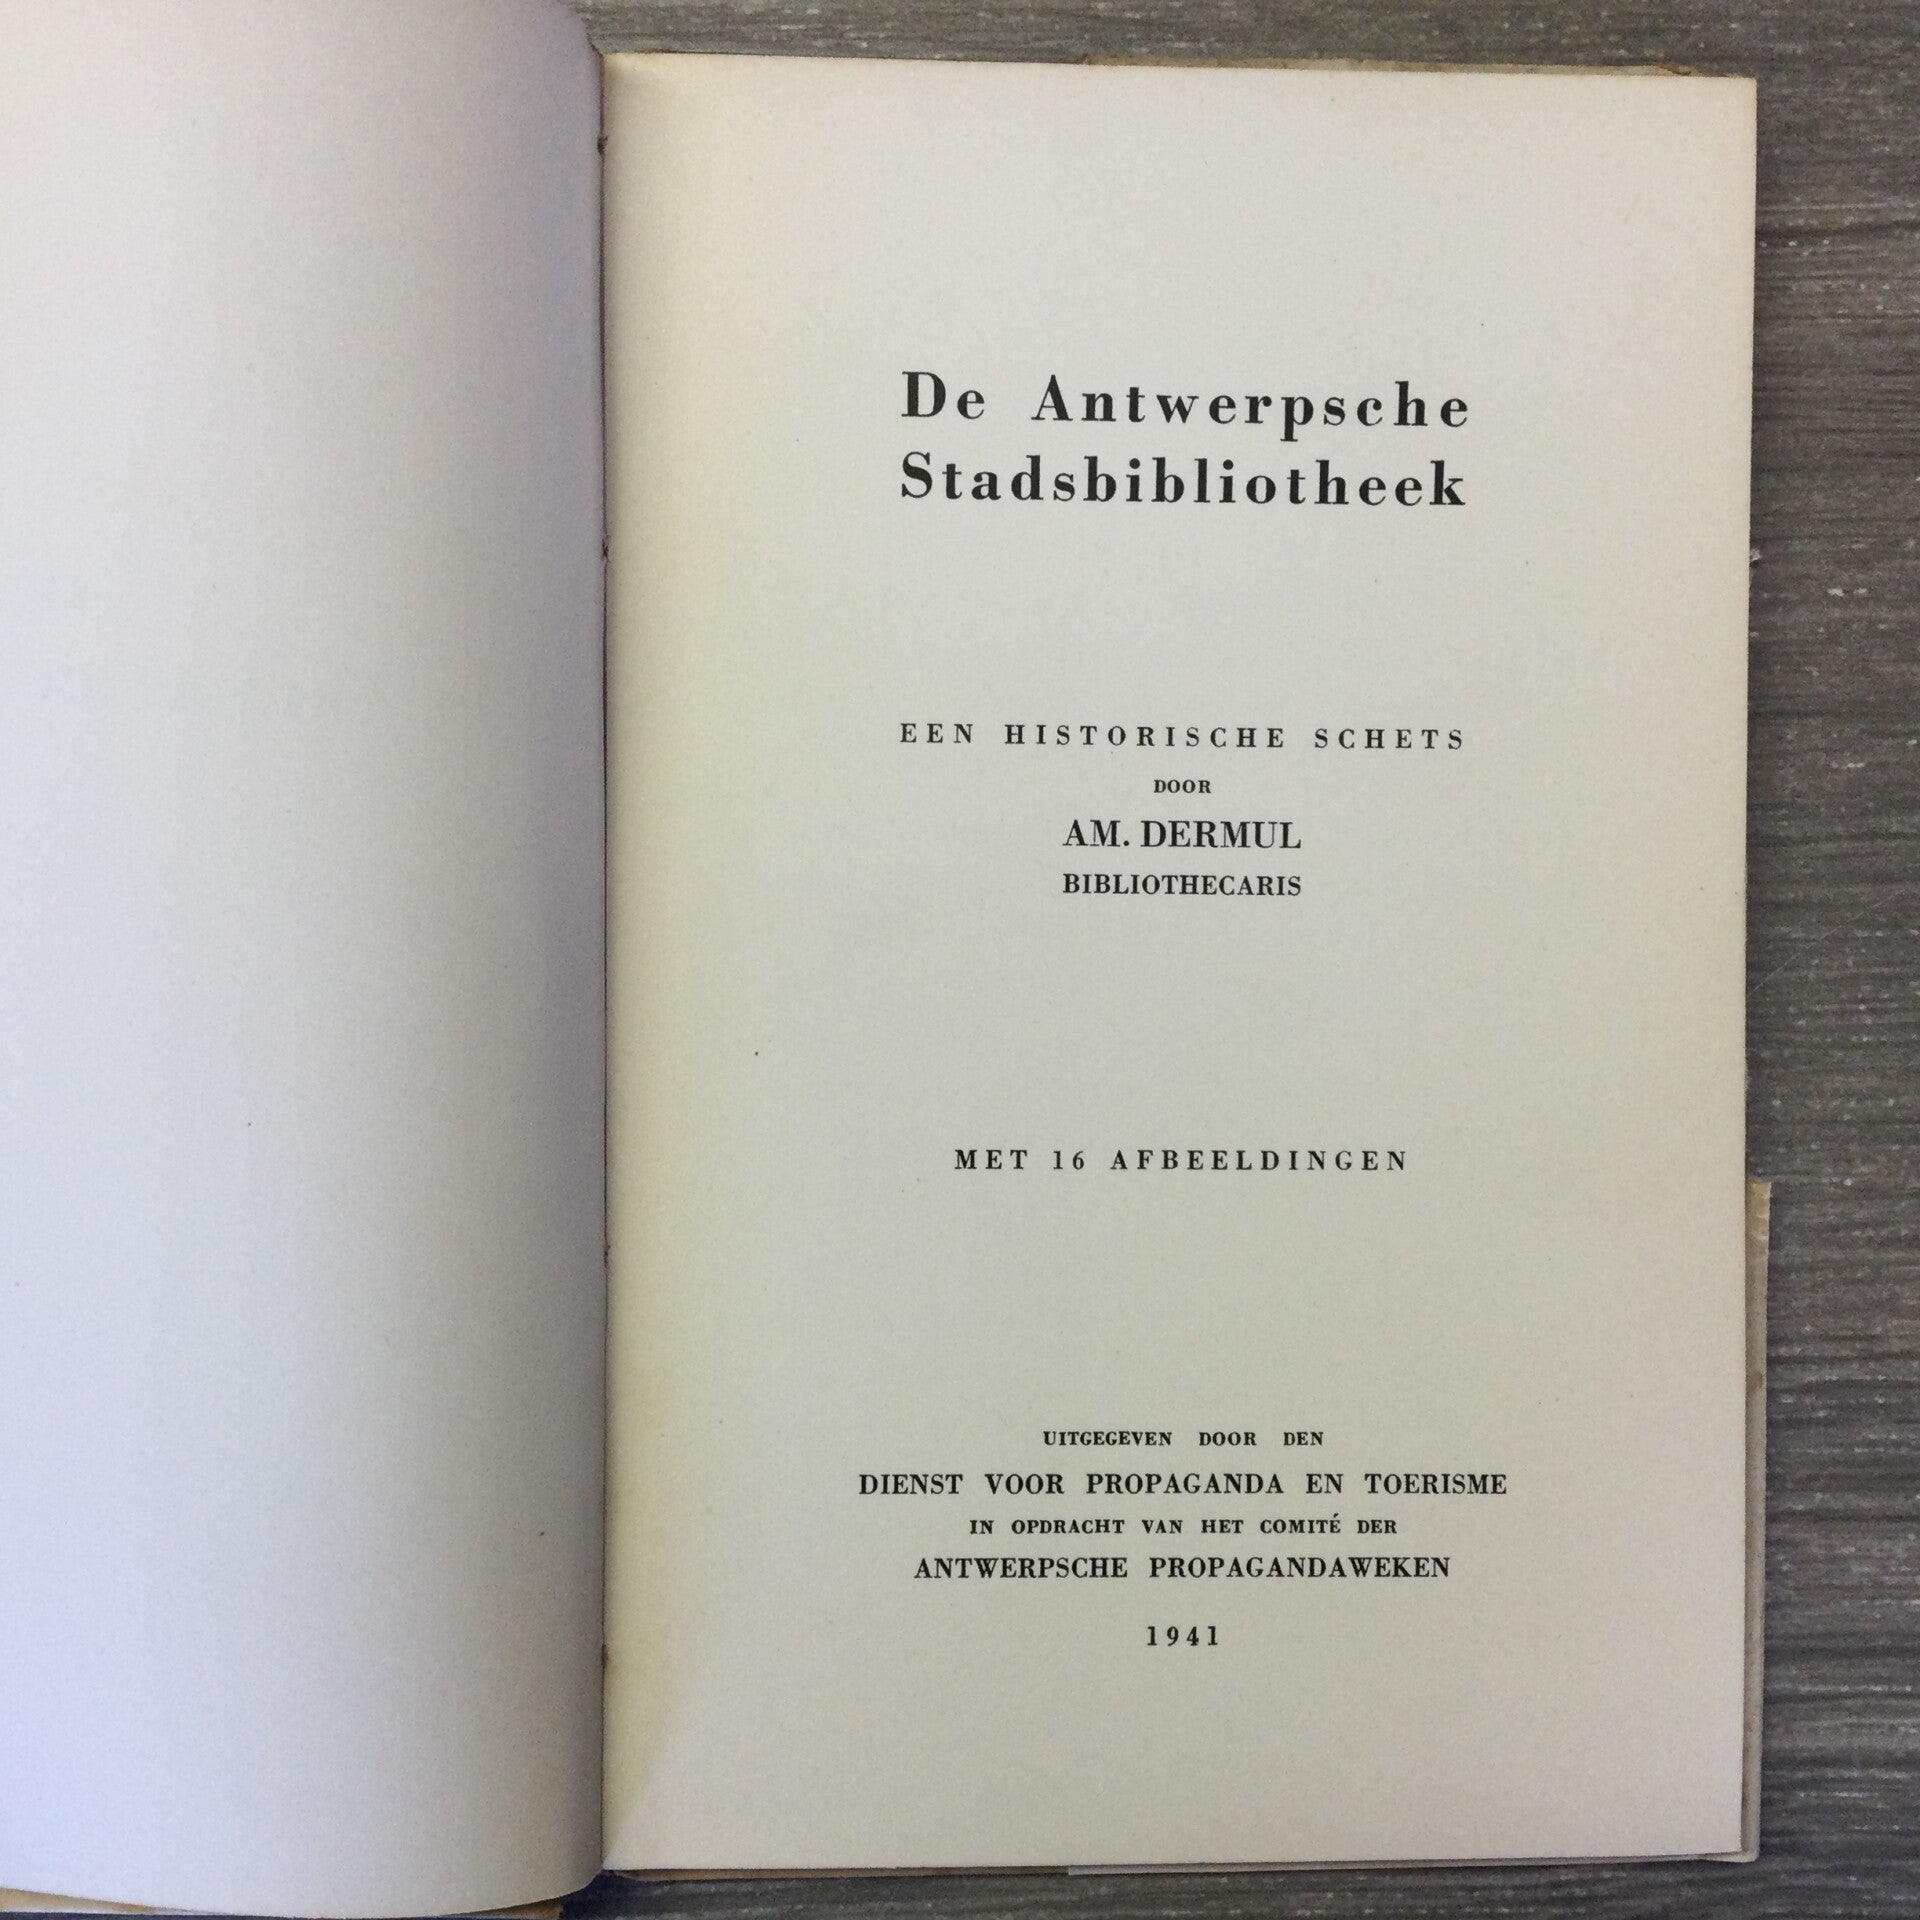 De Antwerpsche
Stadsbibliotheek
EEN HISTORISCHE SCHETS
DOOR
AM. DERMUL
BIBLIOTHECARIS
MET 16 AFBEELDINGEN
UITGEGEVEN DOOR DEN
DIENST VOOR PROPAGANDA EN TOERISME
IN OPDRACHT VAN HET COMITÉ DER
ANTWERPSCHE PROPAGANDAWEKEN
1941